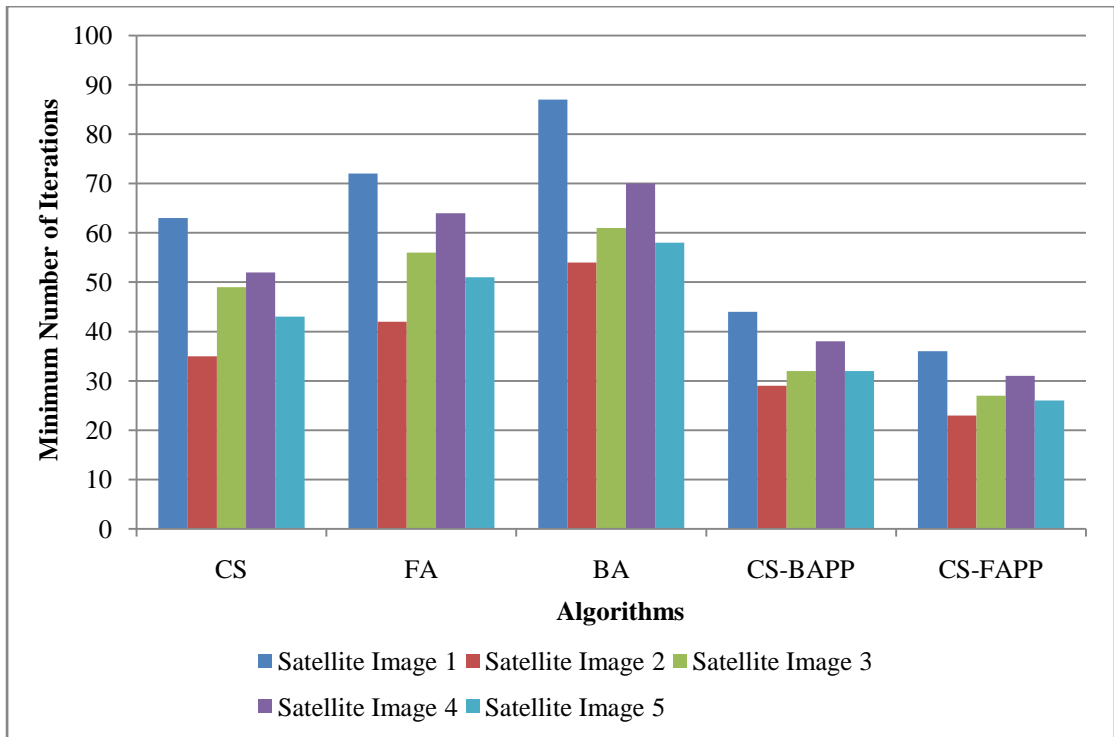 Minimum Number of Iterations
100
90
80
70
60
50
40
30
20
10
0
CS FA BA CS-BAPP CS-FAPP
Algorithms
Satellite Image 1 Satellite Image 2 Satellite Image 3
Satellite Image 4 Satellite Image 5